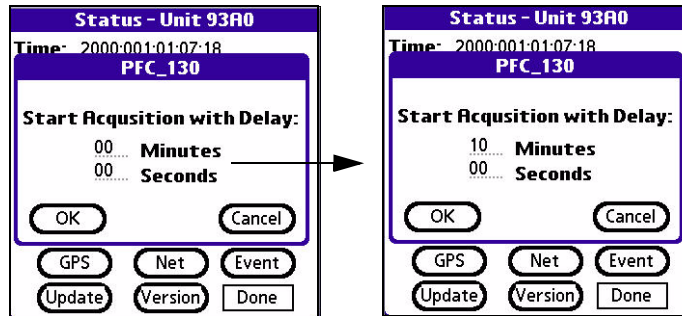 Status - Unit 93A0
Time: 2000:001:01:07:18
PFC_130
Start Acqusition with Delay:
00 Minutes
00 Seconds
OK Cancel
GPS Net Event
Update Version Done
Status - Unit 93A0
Time: 2000:001:01:07:18
PFC_130
Start Acqusition with Delay:
10 Minutes
00 Seconds
OK Cancel
GPS Net Event
Update Version Done